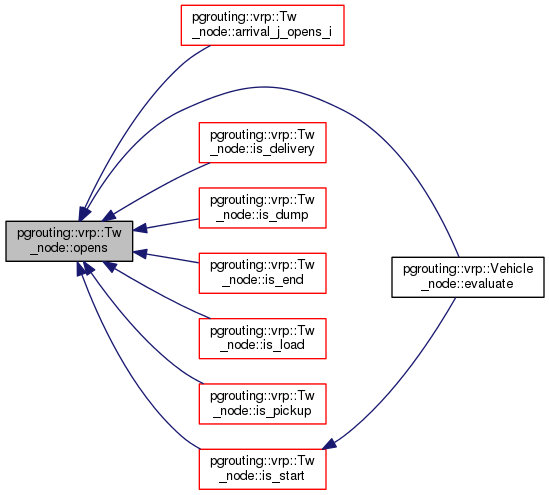 pgrouting::vrp::Tw
_node::arrival_j_opens_i
pgrouting::vrp::Tw
_node::is_delivery
pgrouting::vrp::Tw
_node::is_dump
pgrouting::vrp::Tw
_node::opens
pgrouting::vrp::Tw
_node::is_end
pgrouting::vrp::Vehicle
_node::evaluate
pgrouting::vrp::Tw
_node::is_load
pgrouting::vrp::Tw
_node::is_pickup
pgrouting::vrp::Tw
_node::is_start